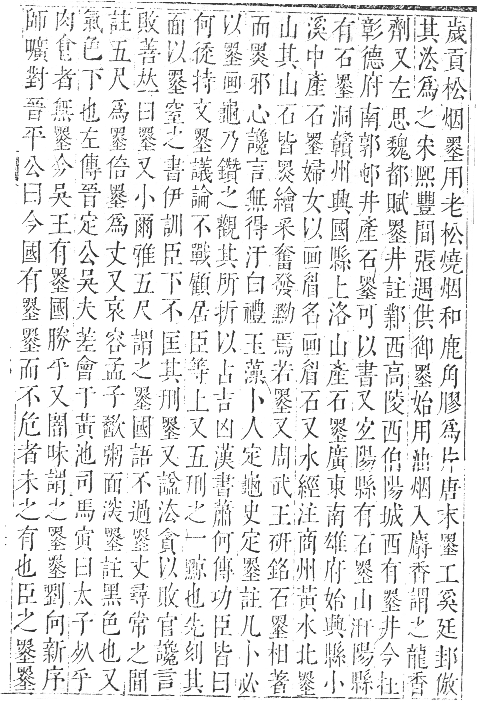 歲貢松烟墨用老松燒烟和鹿角膠爲片唐末墨工奚廷邽倣
其法爲之宋熙豐間張遇供御墨始用油烟入麝香謂之龍香
劑又左思魏都賦墨井註鄴西高陵西伯陽城西有墨井今在
彰德府南郭邨井產石墨可以書又宜陽縣有石墨山汧陽縣
有石墨洞贛州興國縣上洛山產石墨廣東南雄府始興縣小
溪中產石墨婦女以画眉名画眉石又水經注商州黃水北墨
山其山石皆黑繪采奮發黝焉若墨又周武王硏銘石墨相著
而黑邪心讒言無得汙白禮玉藻卜人定龜史定墨註凡卜必
以墨画龜乃鑽之觀其所折以占吉凶漢書蕭何傳功臣皆曰
何徒持文墨議論不戰顧居臣等上又五刑之一黥也先刻其
面以墨窒之書伊訓臣下不匡其刑墨又諡法貪以敗官讒言
敗善𠀤曰墨又小爾雅五尺謂之墨國語不過墨丈尋常之閒
註五尺爲墨倍墨爲丈又哀容孟子歠粥面深墨註黑色也又
氣色下也左傳晉定公吳夫差會于黃池司馬寅曰太子死乎
肉食者無墨今吳王有墨國勝乎又闇昧謂之墨劉向新序
師曠對晉平公曰今國有墨墨而不危者未之有也臣之墨墨